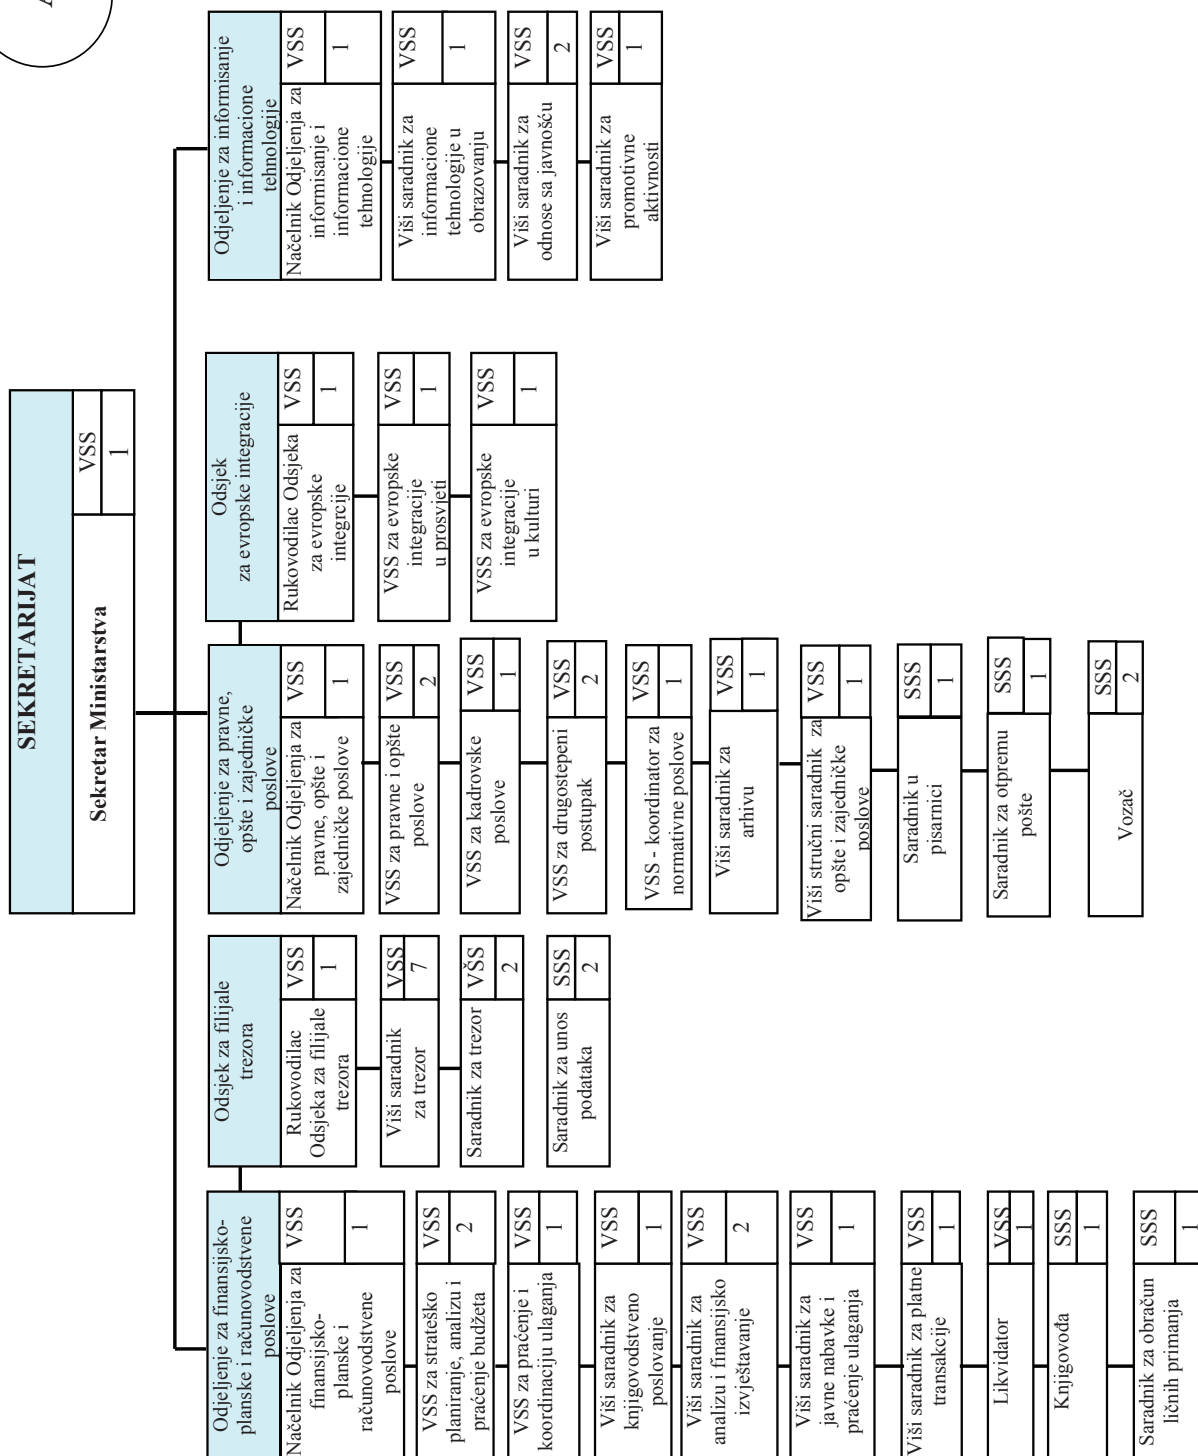 SEKRETARIJAT
Sekretar Ministarstva
VSS
1
Odjeljenje za finansijsko-
planske i računovodstvene
poslove
Načelnik Odjeljenja za
finansijsko-
planske i
računovodstvene
poslove
VSS
1
VSS za strateško
planiranje, analizu i
praćenje budžeta
VSS
2
VSS za praćenje i
koordinaciju ulaganja
VSS
1
Viši saradnik za
knjigovodstveno
poslovanje
VSS
1
Viši saradnik za
analizu i finansijsko
izvještavanje
VSS
2
Viši saradnik za
javne nabavke i
praćenje ulaganja
VSS
1
Viši saradnik za platne
transakcije
VSS
1
Likvidator
VSS
1
Knjigovođa
SSS
1
Saradnik za obračun
ličnih primanja
SSS
1
Odsjek za filijale
trezora
Rukovodilac
Odsjeka za filijale
trezora
VSS
1
Viši saradnik
za trezor
VSS
7
Saradnik za trezor
VŠS
2
Saradnik za unos
podataka
SSS
2
Odjeljenje za pravne,
opšte i zajedničke
poslove
Načelnik Odjeljenja za
pravne, opšte i
zajedničke poslove
VSS
1
VSS za pravne i opšte
poslove
VSS
2
VSS za kadrovske
poslove
VSS
1
VSS za drugostepeni
postupak
VSS
2
VSS - koordinator za
normativne poslove
VSS
1
Viši saradnik za
arhivu
VSS
1
Viši stručni saradnik za
opšte i zajedničke
poslove
VSS
1
Saradnik u
pisarnici
SSS
1
Saradnik za otpremu
pošte
SSS
1
Vozač
SSS
2
Odsjek
za evropske integracije
Rukovodilac Odsjeka
za evropske
integrcije
VSS
1
VSS za evropske
integracije
u prosvjeti
VSS
1
VSS za evropske
integracije
u kulturi
VSS
1
Odjeljenje za informisanje
i informacione
tehnologije
Načelnik Odjeljenja za
informisanje i
informacione
tehnologije
VSS
1
Viši saradnik za
informacione
tehnologije u
obrazovanju
VSS
1
Viši saradnik za
odnose sa javnošću
VSS
2
Viši saradnik za
promotivne
aktivnosti
VSS
1